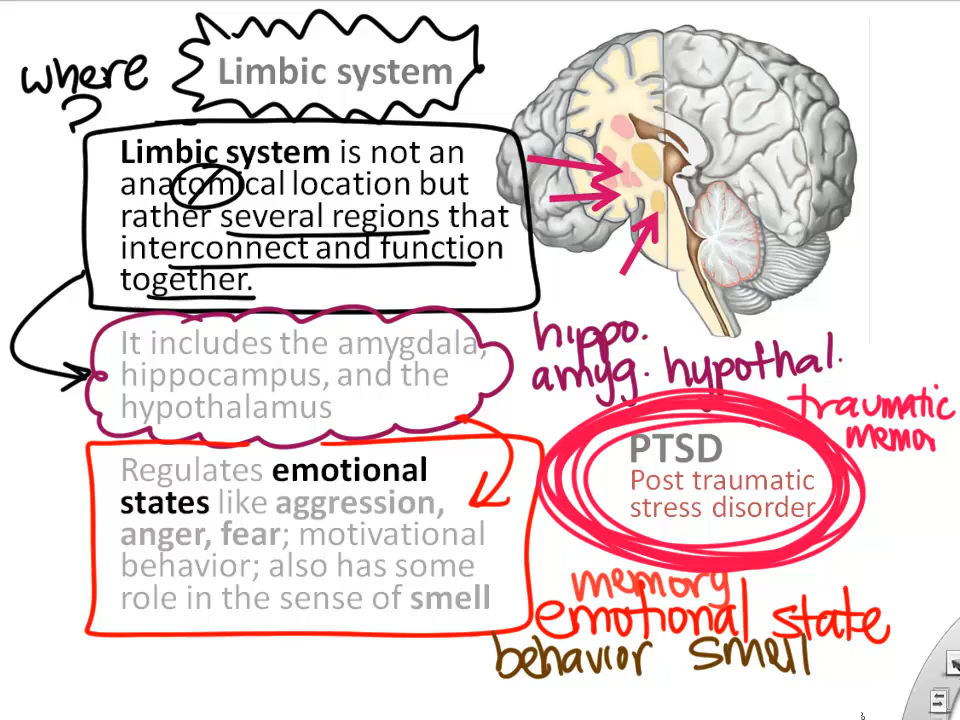 where
?
Limbic system
Limbic system is not an
anatomical location but
rather several regions that
interconnect and function
together.
It includes the amygdala,
hippocampus, and the
hypothalamus
hippo.
amyg. hypothal.
traumatic
memor
PTSD
Post traumatic
stress disorder
Regulates emotional
states like aggression,
anger, fear; motivational
behavior; also has some
role in the sense of smell
memory
emotional state
behavior smell